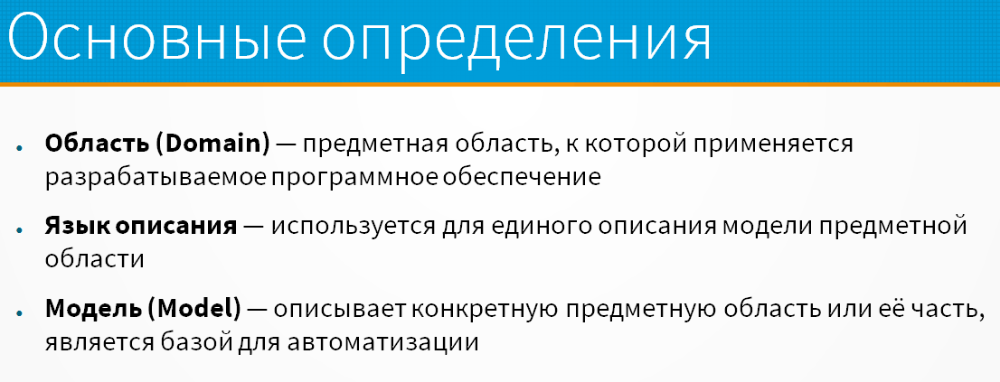 Основные определения
Область (Domain) — предметная область, к которой применяется
разрабатываемое программное обеспечение
Язык описания — используется для единого описания модели предметной
области
Модель (Model) — описывает конкретную предметную область или её часть,
является базой для автоматизации